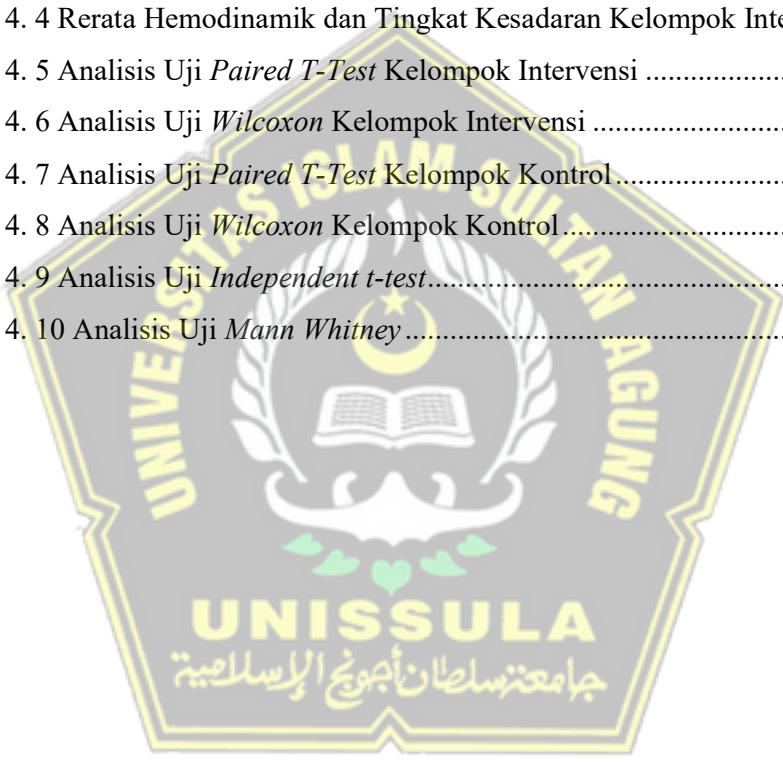 4. 4 Rerata Hemodinamik dan Tingkat Kesadaran Kelompok Inte
4. 5 Analisis Uji Paired T-Test Kelompok Intervensi ....................
4. 6 Analisis Uji Wilcoxon Kelompok Intervensi ..........................
4. 7 Analisis Uji Paired T-Test Kelompok Kontrol ........................
4. 8 Analisis Uji Wilcoxon Kelompok Kontrol ..............................
4. 9 Analisis Uji Independent t-test ................................................
4. 10 Analisis Uji Mann Whitney ...................................................
UNIVERSITAS ISLAM SULTAN AGUNG
UNISSULA
جامعة سلطان أجونج الإسلامية